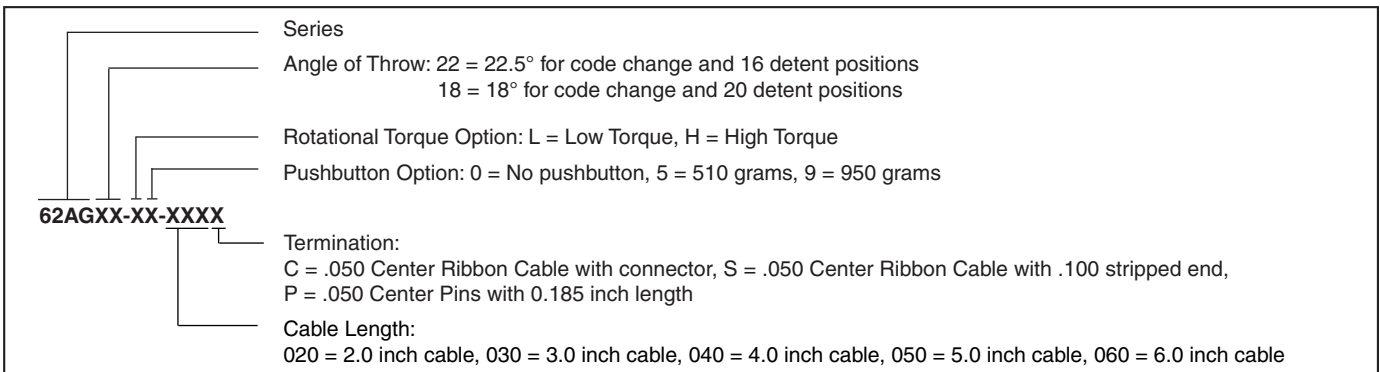 Series
Angle of Throw: 22 = 22.5° for code change and 16 detent positions
18 = 18° for code change and 20 detent positions
Rotational Torque Option: L = Low Torque, H = High Torque
Pushbutton Option: 0 = No pushbutton, 5 = 510 grams, 9 = 950 grams
62AGXX-XX-XXXX
Termination:
C = .050 Center Ribbon Cable with connector, S = .050 Center Ribbon Cable with .100 stripped end,
P = .050 Center Pins with 0.185 inch length
Cable Length:
020 = 2.0 inch cable, 030 = 3.0 inch cable, 040 = 4.0 inch cable, 050 = 5.0 inch cable, 060 = 6.0 inch cable